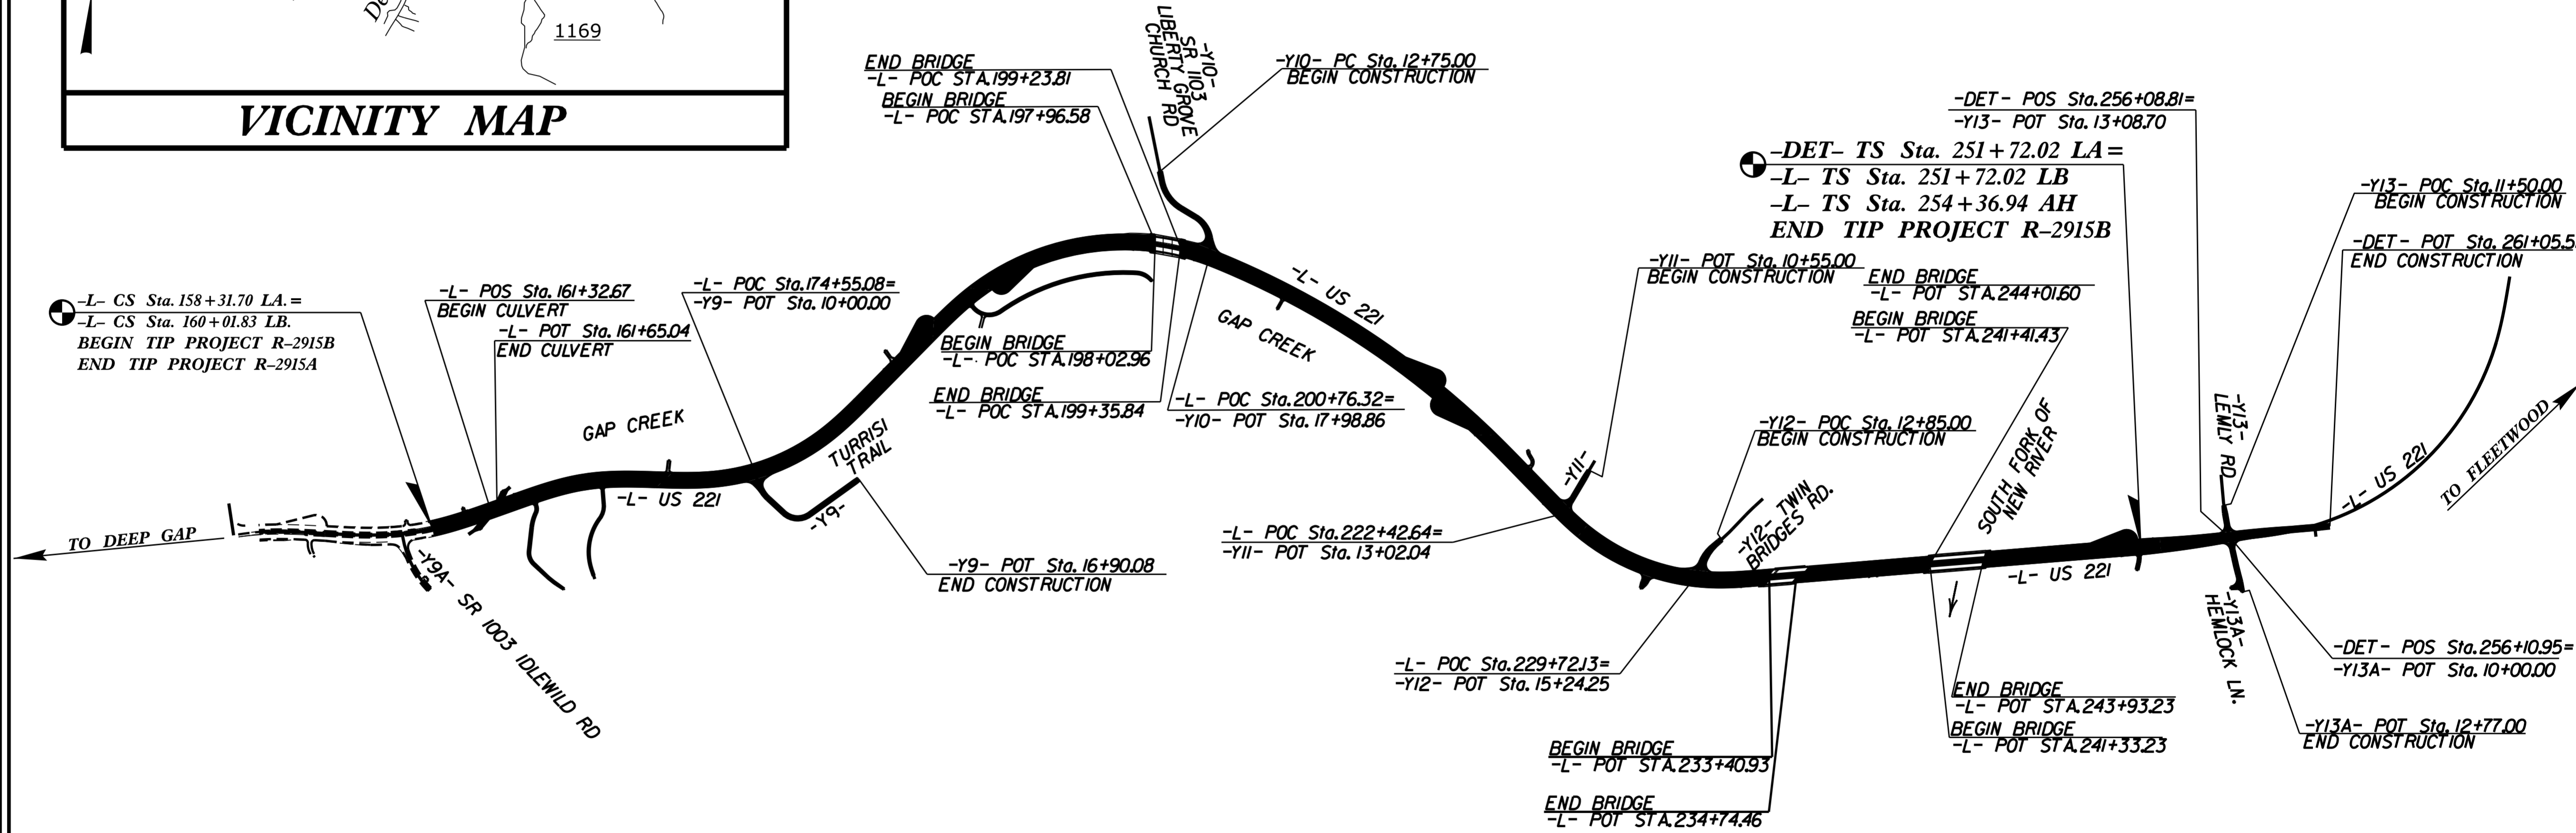 1169
VICINITY MAP
END BRIDGE
-L- POC STA.199+23.81
BEGIN BRIDGE
-L- POC STA.197+96.58
-Y10-
SR 1103
LIBERTY GROVE
CHURCH RD
-Y10- PC Sta. 12+75.00
BEGIN CONSTRUCTION
-DET- POS Sta.256+08.81=
-Y13- POT Sta. 13+08.70
-DET- TS Sta. 251+72.02 LA=
-L- TS Sta. 251+72.02 LB
-L- TS Sta. 254+36.94 AH
END TIP PROJECT R-2915B
-Y13- POC Sta.11+50.00
BEGIN CONSTRUCTION
-DET- POT Sta. 261+05.5
END CONSTRUCTION
-L- CS Sta. 158+31.70 LA.=
-L- CS Sta. 160+01.83 LB.
BEGIN TIP PROJECT R-2915B
END TIP PROJECT R-2915A
-L- POS Sta. 161+32.67
BEGIN CULVERT
-L- POT Sta. 161+65.04
END CULVERT
-L- POC Sta.174+55.08=
-Y9- POT Sta. 10+00.00
-L- US 221
GAP CREEK
-Y11- POT Sta. 10+55.00
BEGIN CONSTRUCTION
END BRIDGE
-L- POT STA.244+01.60
BEGIN BRIDGE
-L- POT STA.241+41.43
BEGIN BRIDGE
-L- POC STA.198+02.96
END BRIDGE
-L- POC STA.199+35.84
-L- POC Sta.200+76.32=
-Y10- POT Sta. 17+98.86
GAP CREEK
TURRISI
TRAIL
-L- US 221
-Y9-
-Y11-
-Y12- POC Sta. 12+85.00
BEGIN CONSTRUCTION
-Y12- TWIN
BRIDGES RD.
SOUTH FORK OF
NEW RIVER
-Y13-
LEMLY RD
-L- US 221
TO FLEETWOOD
TO DEEP GAP
-Y9A- SR 1003 IDLEWILD RD
-Y9- POT Sta. 16+90.08
END CONSTRUCTION
-L- POC Sta.222+42.64=
-Y11- POT Sta. 13+02.04
-L- US 221
-Y13A-
HEMLOCK LN.
-L- POC Sta.229+72.13=
-Y12- POT Sta. 15+24.25
-DET- POS Sta.256+10.95=
-Y13A- POT Sta. 10+00.00
END BRIDGE
-L- POT STA.243+93.23
BEGIN BRIDGE
-L- POT STA.241+33.23
-Y13A- POT Sta. 12+77.00
END CONSTRUCTION
BEGIN BRIDGE
-L- POT STA.233+40.93
END BRIDGE
-L- POT STA.234+74.46